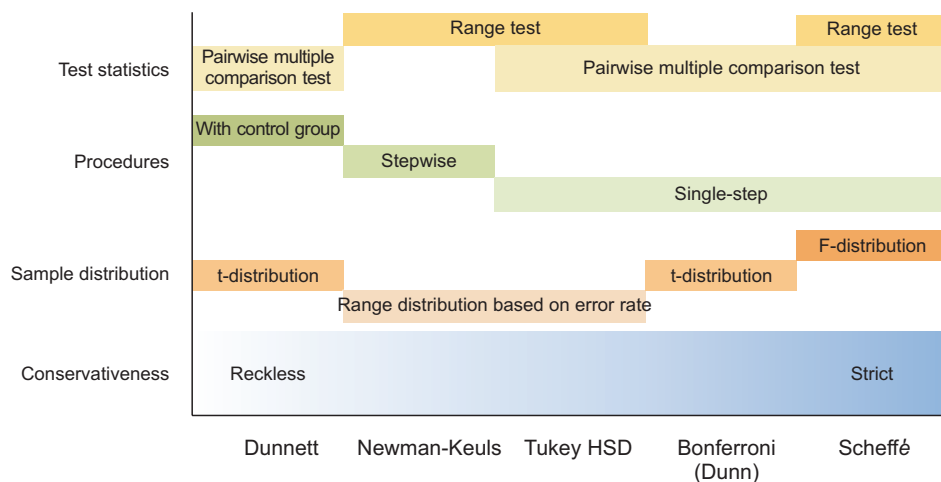 Range test
Range test
Test statistics
Pairwise multiple
comparison test
Pairwise multiple comparison test
With control group
Procedures
Stepwise
Single-step
F-distribution
Sample distribution
t-distribution
t-distribution
Range distribution based on error rate
Conservativeness
Reckless
Strict
Dunnett
Newman-Keuls
Tukey HSD
Bonferroni
(Dunn)
Scheffé